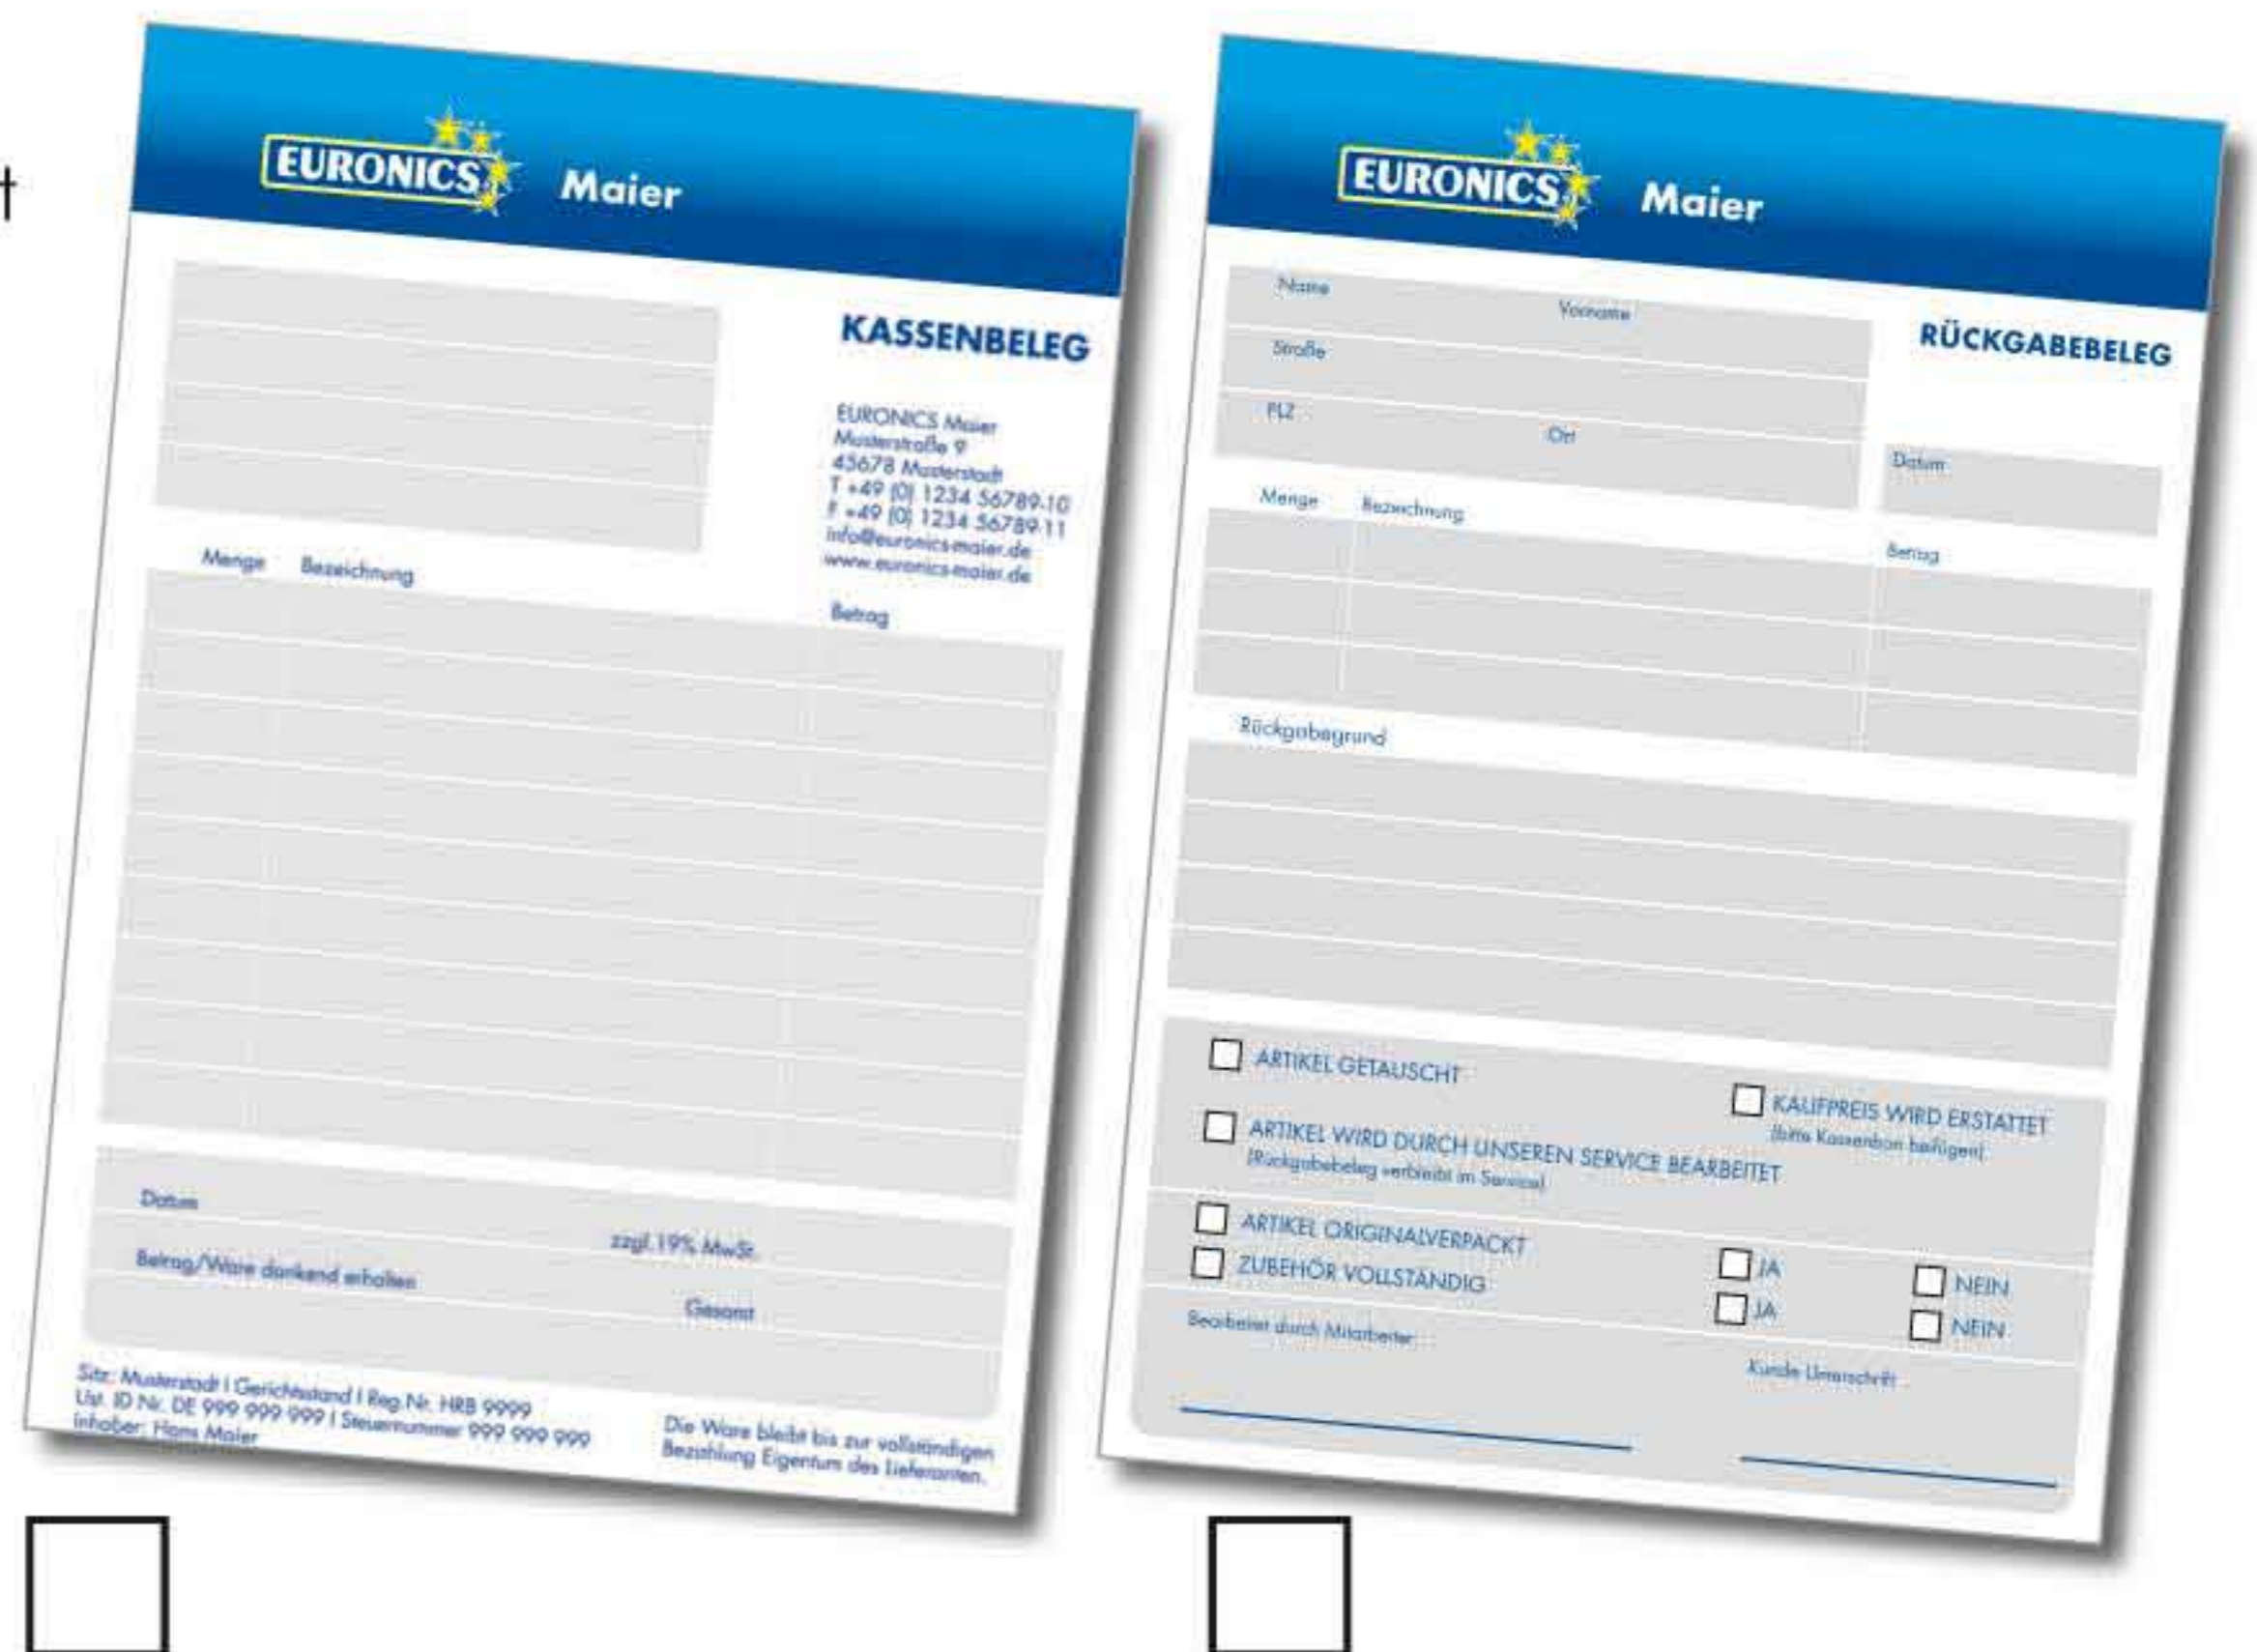 t
EURONICS Maier
KASSENBELEG
EURONICS Maier
Musterstraße 9
45678 Musterstadt
T +49 (0) 1234 56789-10
F +49 (0) 1234 56789-11
info@euronics-maier.de
www.euronics-maier.de
Menge Bezeichnung Betrag
Datum
zzgl.19% MwSt.
Betrag/Ware dankend erhalten
Gesamt
Sitz: Musterstadt I Gerichtsstand I Reg.Nr. HRB 9999
Ust. ID Nr. DE 999 999 999 I Steuernummer 999 999 999
Inhaber: Hans Maier
Die Ware bleibt bis zur vollständigen
Bezahlung Eigentum des Lieferanten.
EURONICS Maier
RÜCKGABEBELEG
Name Vorname
Straße
PLZ Ort
Datum
Menge Bezeichnung Betrag
Rückgabegrund
ARTIKEL GETAUSCHT
KAUFPREIS WIRD ERSTATTET
(bitte Kassenbon beifügen)
ARTIKEL WIRD DURCH UNSEREN SERVICE BEARBEITET
(Rückgabebeleg verbleibt im Service)
ARTIKEL ORIGINALVERPACKT JA NEIN
ZUBEHÖR VOLLSTÄNDIG JA NEIN
Bearbeitet durch Mitarbeiter
Kunde Unterschrift